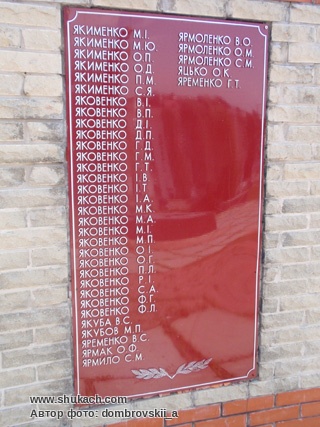 ЯКИМЕНКО М.І.
ЯКИМЕНКО М.Ю.
ЯКИМЕНКО О.П.
ЯКИМЕНКО О.Д.
ЯКИМЕНКО П.М.
ЯКИМЕНКО С.Я.
ЯКОВЕНКО В.І.
ЯКОВЕНКО В.П.
ЯКОВЕНКО Д.І.
ЯКОВЕНКО Д.П.
ЯКОВЕНКО Г.Д.
ЯКОВЕНКО Г.М.
ЯКОВЕНКО Г.Т.
ЯКОВЕНКО І.В.
ЯКОВЕНКО І.Т.
ЯКОВЕНКО І.А.
ЯКОВЕНКО М.К.
ЯКОВЕНКО М.А.
ЯКОВЕНКО М.І.
ЯКОВЕНКО М.П.
ЯКОВЕНКО О.І.
ЯКОВЕНКО О.Г.
ЯКОВЕНКО П.Л.
ЯКОВЕНКО Р.І.
ЯКОВЕНКО С.А.
ЯКОВЕНКО Ф.Г.
ЯКОВЕНКО Ф.Л.
ЯКУБА В.С.
ЯКУБОВ М.П.
ЯРЕМЕНКО В.С.
ЯРМАК О.Ф.
ЯРМИЛО С.М.
ЯРМОЛЕНКО В.О.
ЯРМОЛЕНКО О.М.
ЯРМОЛЕНКО С.М.
ЯЦЬКО О.К.
ЯРЕМЕНКО Г.Т.
www.shukach.com
Автор фото: dombrovskii_a